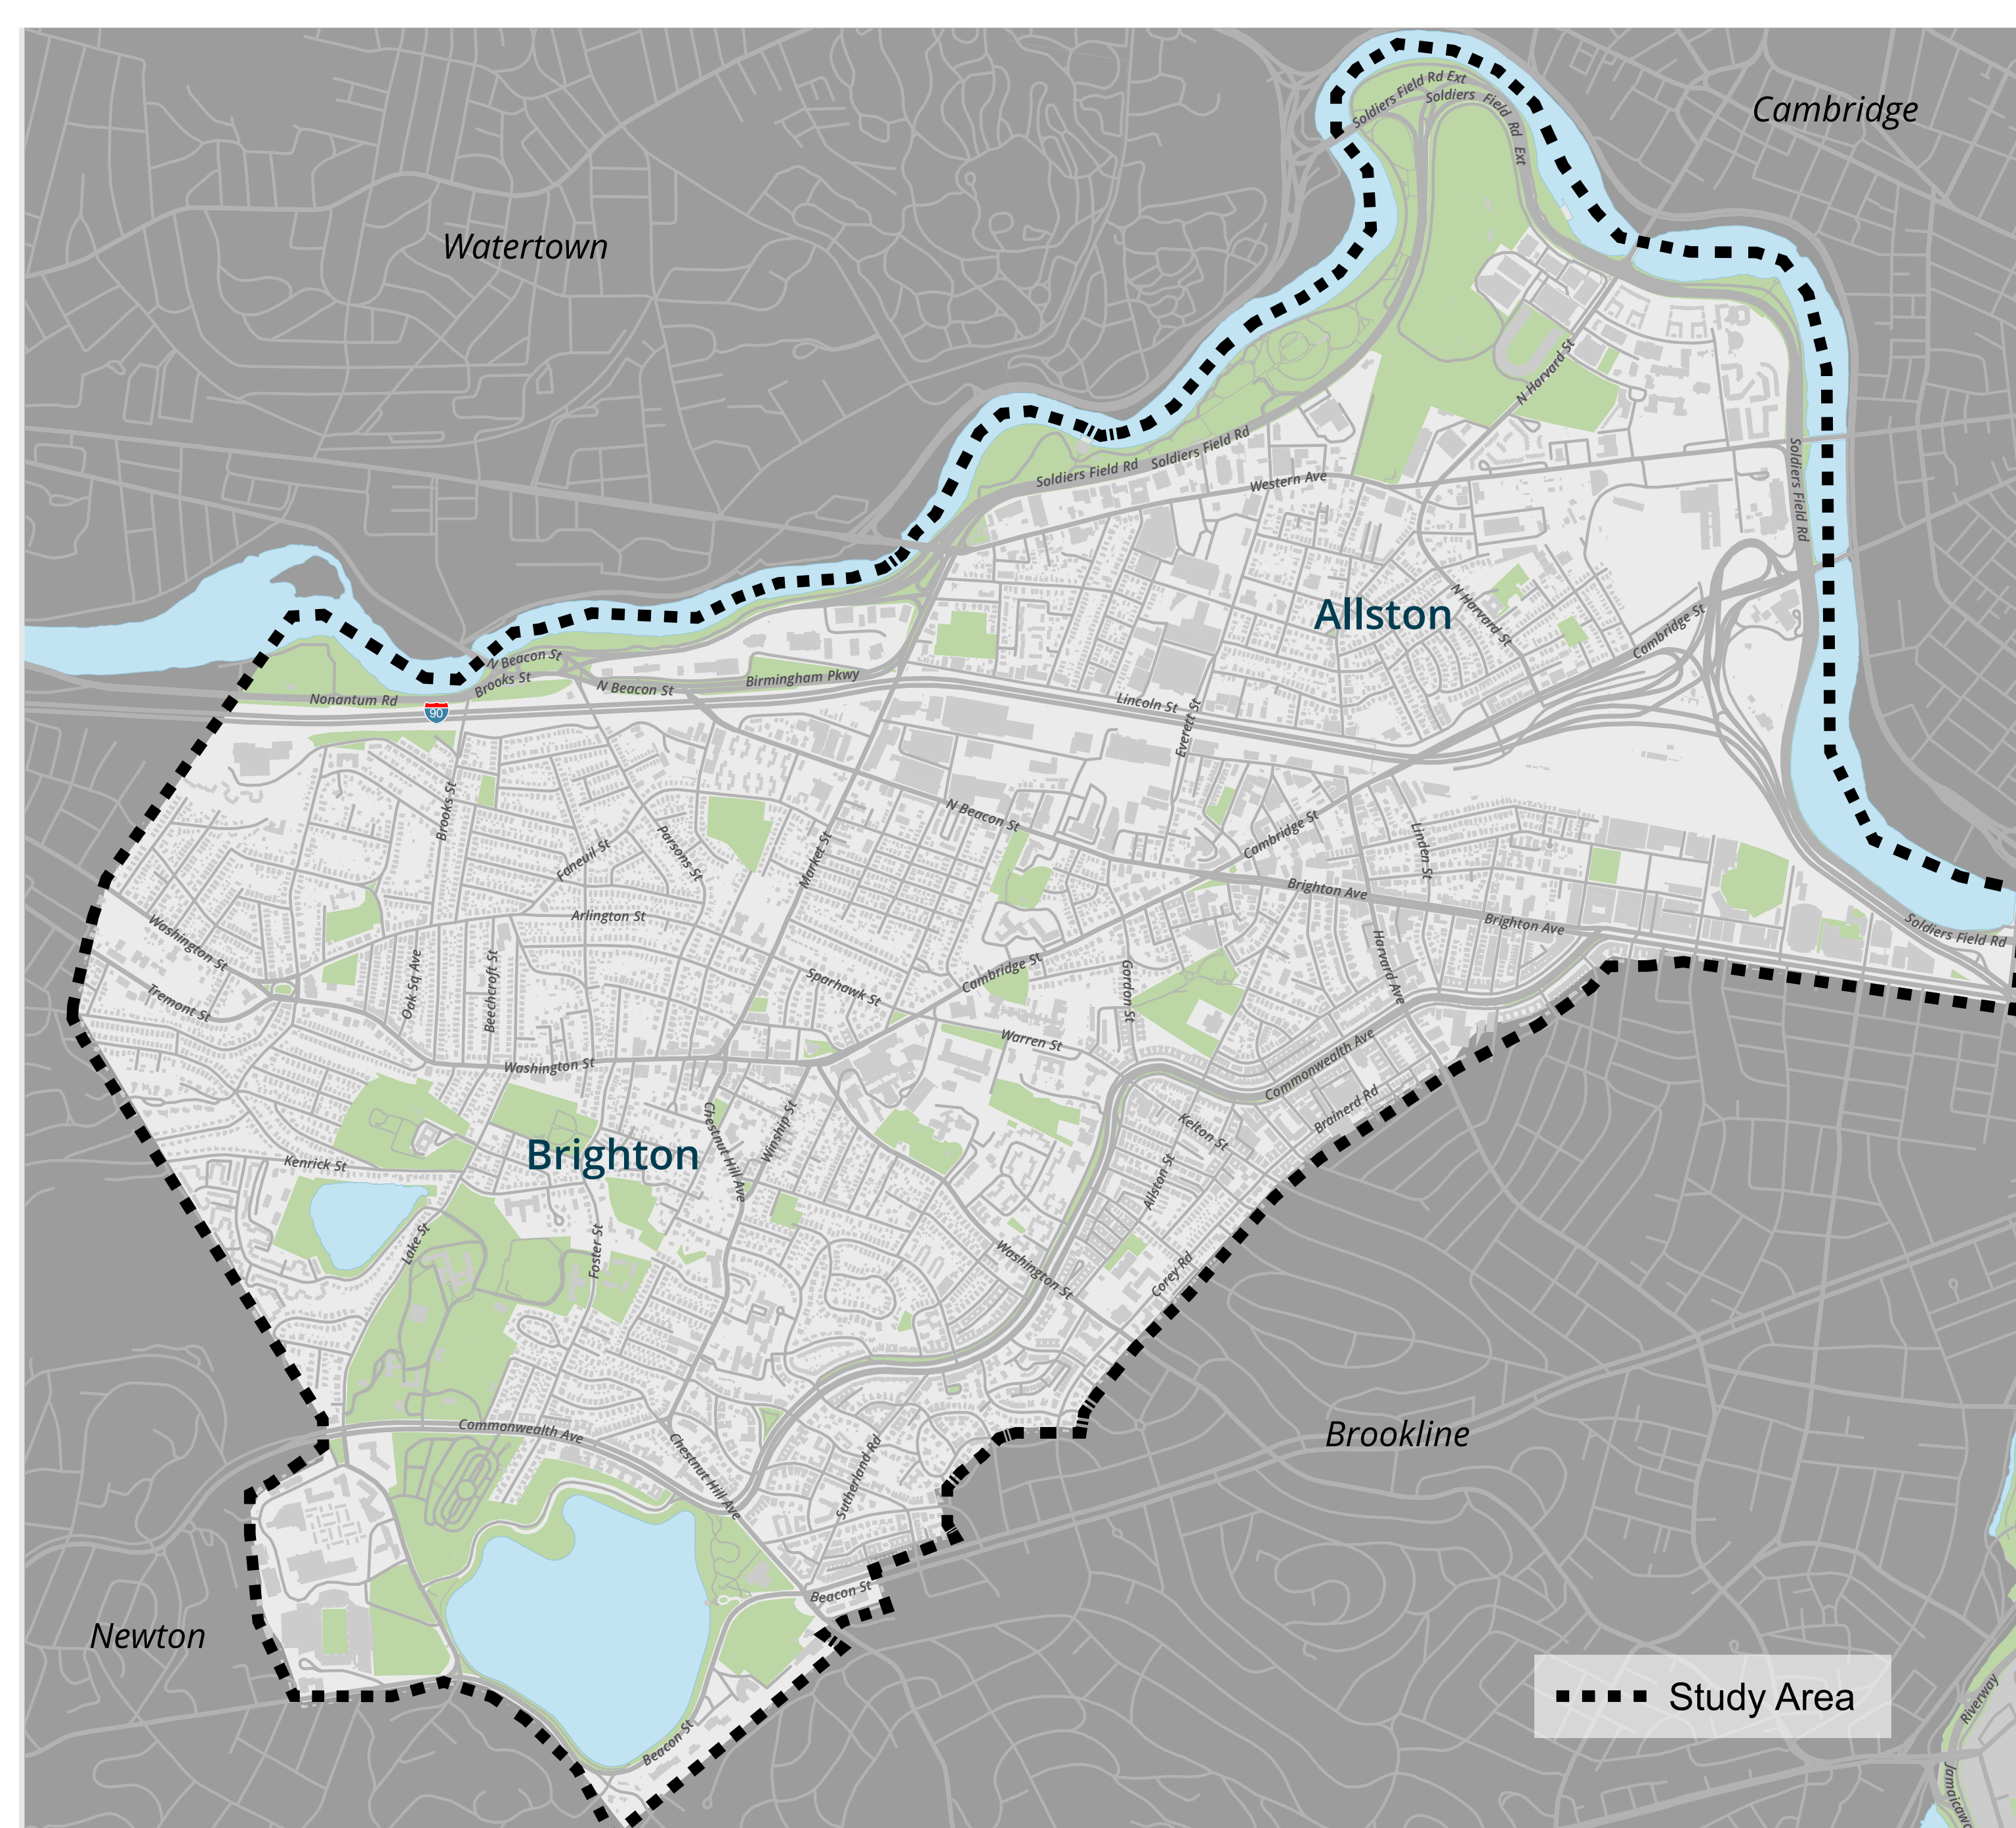 Soldiers Field Rd Ext
Soldiers Field Rd Ext
Cambridge
Watertown
N Harvard St
Soldiers Field Rd
Soldiers Field Rd
Western Ave
Soldiers Field Rd
Allston
N Harvard St
Cambridge St
N Beacon St
Brooks St
N Beacon St
Birmingham Pkwy
Nonantum Rd
90
Lincoln St
Everett St
Brooks St
N Beacon St
Cambridge St
Linden St
Faneuil St
Parsons St
Market St
Brighton Ave
Brighton Ave
Arlington St
Soldiers Field Rd
Washington St
Oak Sq Ave
Beechcroft St
Sparhawk St
Cambridge St
Gordon St
Harvard Ave
Tremont St
Warren St
Washington St
Commonwealth Ave
Brainerd Rd
Chestnut Hill Ave
Winship St
Kelton St
Brighton
Kenrick St
Allston St
Lake St
Foster St
Washington St
Corey Rd
Commonwealth Ave
Chestnut Hill Ave
Sutherland Rd
Brookline
Beacon St
Newton
Study Area
Riverway
Beacon St
Jamaicaw